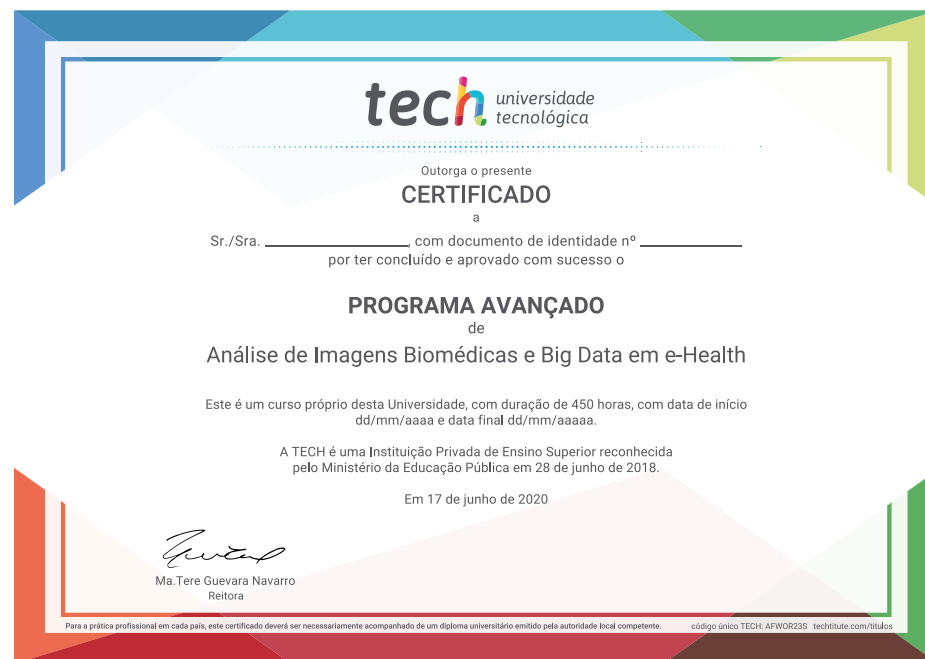 tech universidade
tecnológica
Outorga o presente
CERTIFICADO
a
Sr./Sra. , com documento de identidade nº
por ter concluído e aprovado com sucesso o
PROGRAMA AVANÇADO
de
Análise de Imagens Biomédicas e Big Data em e-Health
Este é um curso próprio desta Universidade, com duração de 450 horas, com data de início
dd/mm/aaaa e data final dd/mm/aaaaa.
A TECH é uma Instituição Privada de Ensino Superior reconhecida
pelo Ministério da Educação Pública em 28 de junho de 2018.
Em 17 de junho de 2020
Ma.Tere Guevara Navarro
Reitora
Para a prática profissional em cada país, este certificado deverá ser necessariamente acompanhado de um diploma universitário emitido pela autoridade local competente. código único TECH: AFWOR23S techtitute.com/titulos